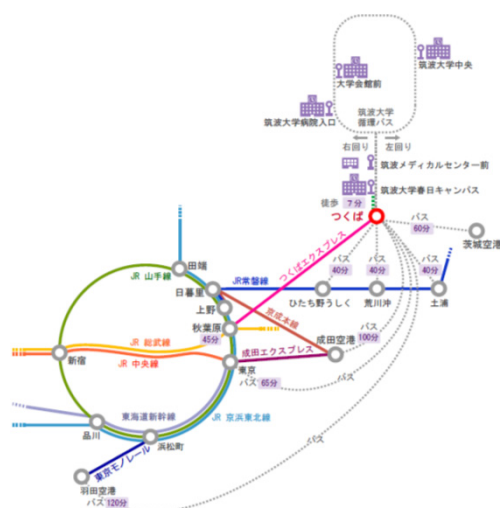 筑波大学中央
大学会館前
筑波大学病院入口
筑波大学
循環バス
右回り
左回り
筑波メディカルセンター前
筑波大学春日キャンパス
徒歩 7分
つくば
バス
60分
茨城空港
つくばエクスプレス
バス
40分
バス
40分
バス
40分
JR 山手線
田端
日暮里
JR常磐線
ひたち野うしく
荒川沖
土浦
上野
京成本線
秋葉原
45分
成田空港
バス
100分
JR 総武線
新宿
JR 中央線
成田エクスプレス
東京
バス 65分
バス
東海道新幹線
JR 京浜東北線
品川
浜松町
バス
東京モノレール
羽田空港
バス 120分